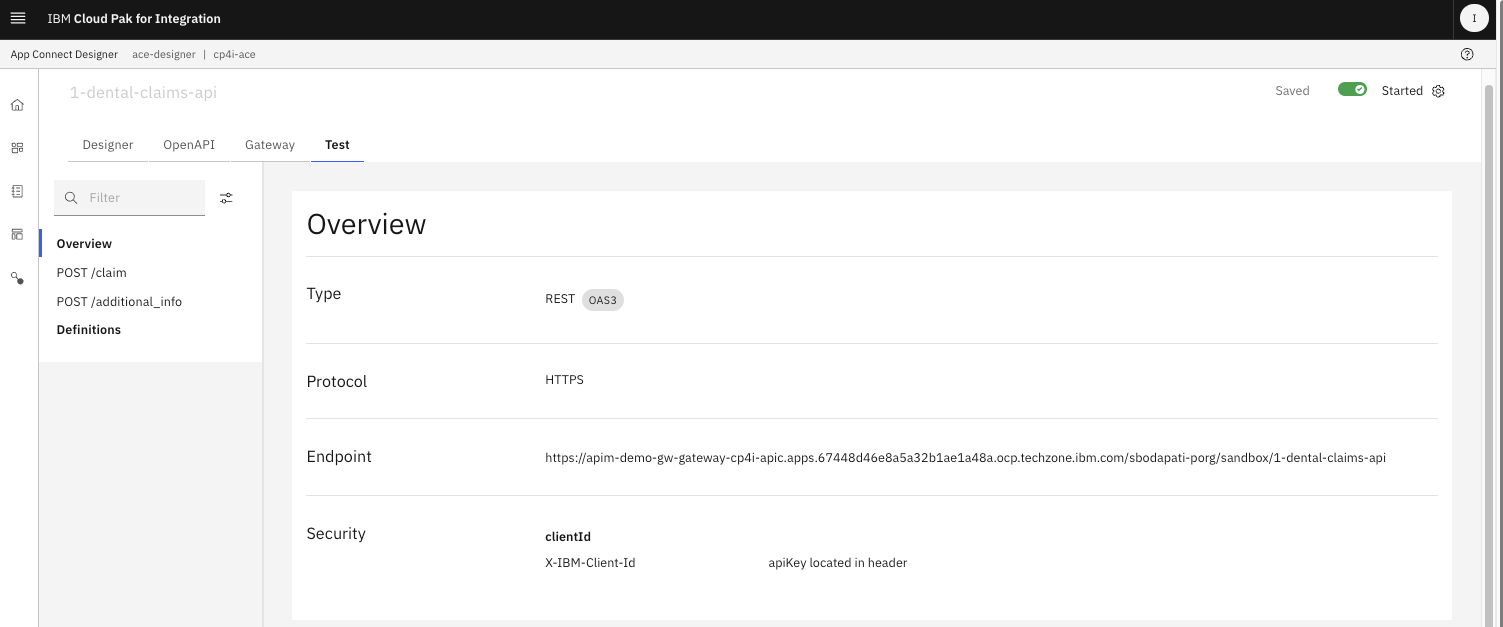 IBM Cloud Pak for Integration
I
App Connect Designer ace-designer | cp4i-ace
1-dental-claims-api
Saved
Started
Designer
OpenAPI
Gateway
Test
Filter
Overview
POST /claim
POST /additional_info
Definitions
Overview
Type
REST OAS3
Protocol
HTTPS
Endpoint
https://apim-demo-gw-gateway-cp4i-apic.apps.67448d46e8a5a32b1ae1a48a.ocp.techzone.ibm.com/sbodapati-porg/sandbox/1-dental-claims-api
Security
clientId
X-IBM-Client-Id
apiKey located in header